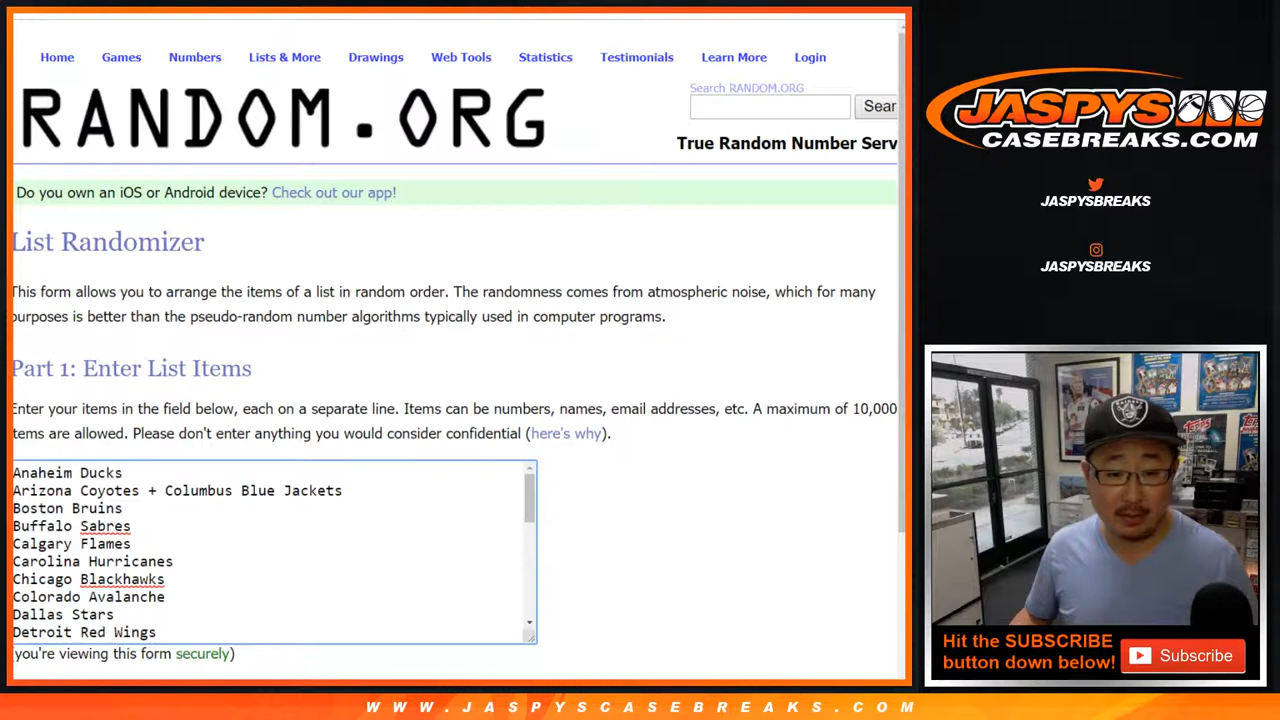 Home Games Numbers Lists & More Drawings Web Tools Statistics Testimonials Learn More Login
RANDOM.ORG
Search RANDOM.ORG
Sear
True Random Number Serv
Do you own an iOS or Android device? Check out our app!
List Randomizer
This form allows you to arrange the items of a list in random order. The randomness comes from atmospheric noise, which for many
purposes is better than the pseudo-random number algorithms typically used in computer programs.
Part 1: Enter List Items
Enter your items in the field below, each on a separate line. Items can be numbers, names, email addresses, etc. A maximum of 10,000
items are allowed. Please don't enter anything you would consider confidential (here's why).
Anaheim Ducks
Arizona Coyotes + Columbus Blue Jackets
Boston Bruins
Buffalo Sabres
Calgary Flames
Carolina Hurricanes
Chicago Blackhawks
Colorado Avalanche
Dallas Stars
Detroit Red Wings
you're viewing this form securely)
JASPYS
CASEBREAKS.COM
JASPYSBREAKS
JASPYSBREAKS
RAIDERS
TOPPS
Hit the SUBSCRIBE
button down below!
Subscribe
WWW.JASPYSCASEBREAKS.COM